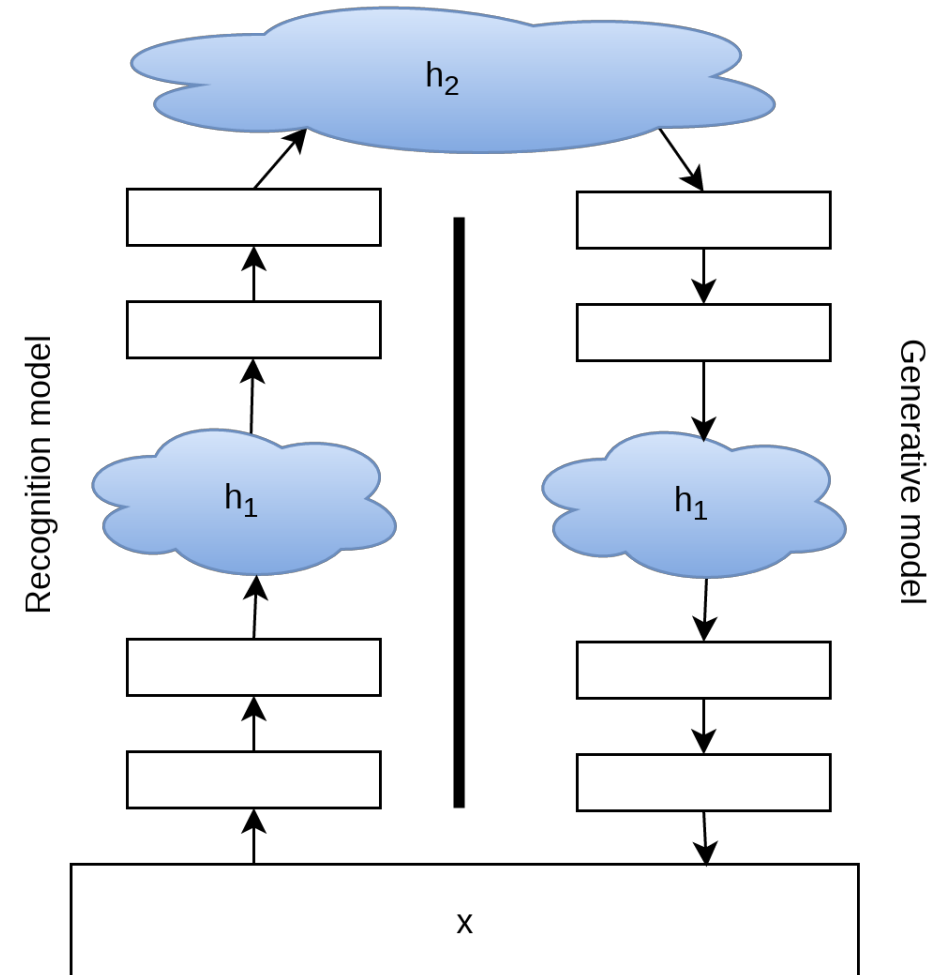 h₂
Recognition model
Generative model
h₁
h₁
x